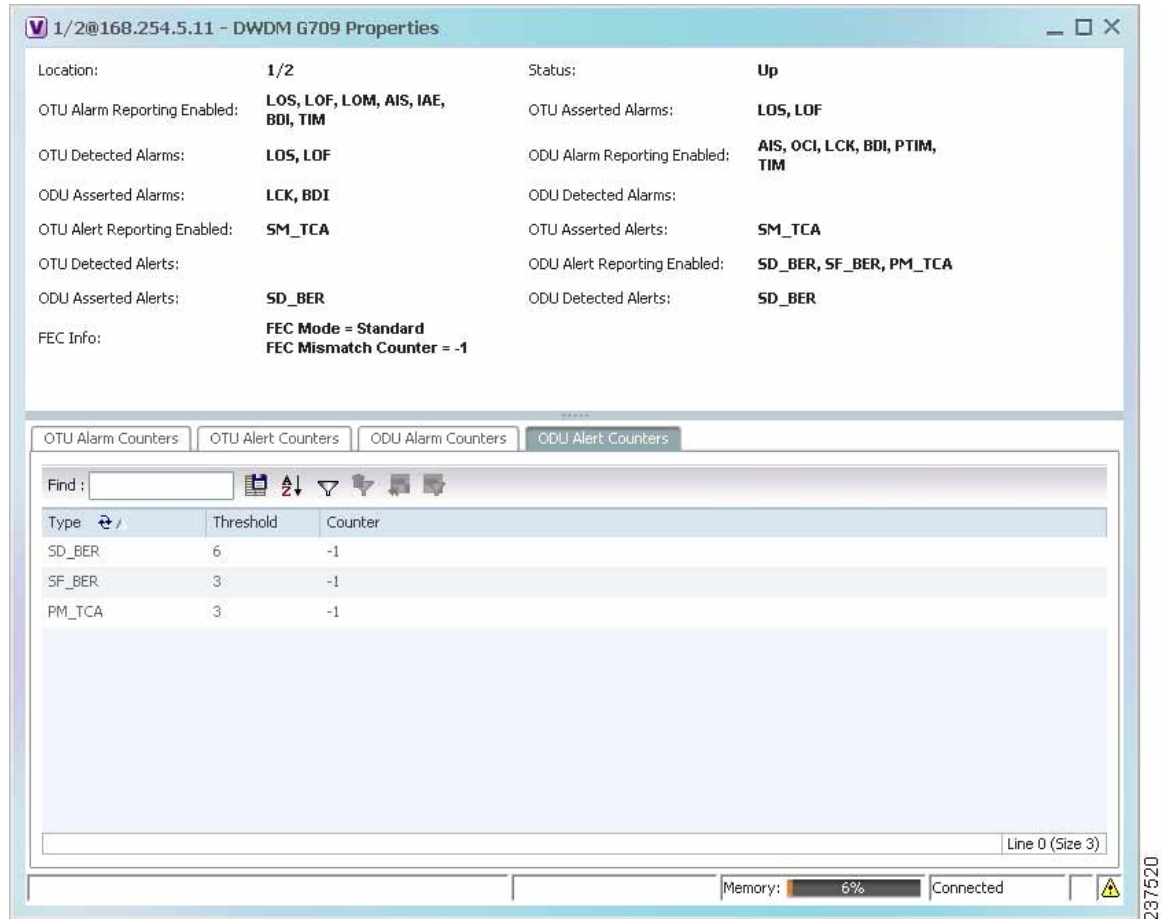 V 1/2@168.254.5.11 - DWDM G709 Properties
Location: 1/2 Status: Up
OTU Alarm Reporting Enabled: LOS, LOF, LOM, AIS, IAE, BDI, TIM OTU Asserted Alarms: LOS, LOF
OTU Detected Alarms: LOS, LOF ODU Alarm Reporting Enabled: AIS, OCI, LCK, BDI, PTIM, TIM
ODU Asserted Alarms: LCK, BDI ODU Detected Alarms:
OTU Alert Reporting Enabled: SM_TCA OTU Asserted Alerts: SM_TCA
OTU Detected Alerts: ODU Alert Reporting Enabled: SD_BER, SF_BER, PM_TCA
ODU Asserted Alerts: SD_BER ODU Detected Alerts: SD_BER
FEC Info: FEC Mode = Standard
FEC Mismatch Counter = -1
OTU Alarm Counters OTU Alert Counters ODU Alarm Counters ODU Alert Counters
Find :
Type Threshold Counter
SD_BER 6 -1
SF_BER 3 -1
PM_TCA 3 -1
Line 0 (Size 3)
Memory: 6% Connected
237520